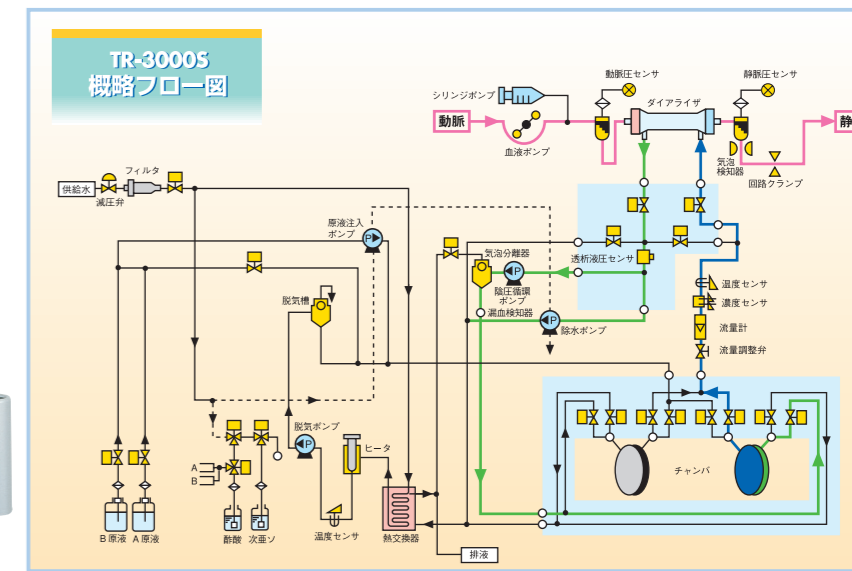 TR-3000S
概略フロー図
動脈圧センサ
静脈圧センサ
シリンジポンプ
ダイアライザ
動脈
静
血液ポンプ
気泡
検知器
回路クランプ
フィルタ
供給水
減圧弁
原液注入
ポンプ
P
気泡分離器
透析液圧センサ
P
陰圧循環
ポンプ
温度センサ
濃度センサ
脱気槽
漏血検知器
P
除水ポンプ
流量計
流量調整弁
脱気ポンプ
P
ヒータ
A
B
チャンバ
B原液
A原液
酢酸
次亜ソ
温度センサ
熱交換器
排液